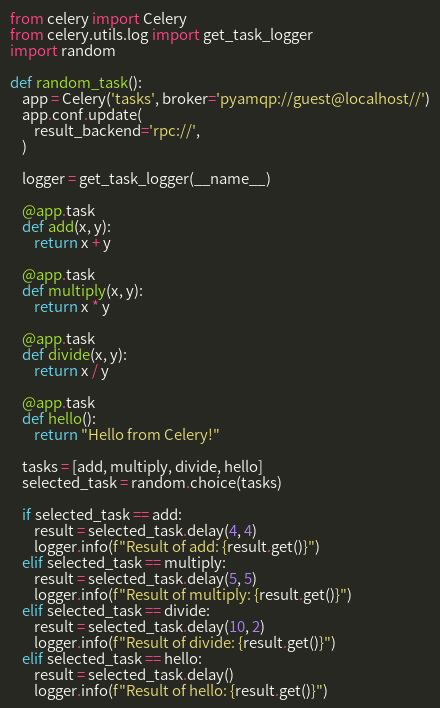 from celery import Celery
from celery.utils.log import get_task_logger
import random

def random_task():
    app = Celery('tasks', broker='pyamqp://guest@localhost//')
    app.conf.update(
        result_backend='rpc://',
    )

    logger = get_task_logger(__name__)

    @app.task
    def add(x, y):
        return x + y

    @app.task
    def multiply(x, y):
        return x * y

    @app.task
    def divide(x, y):
        return x / y

    @app.task
    def hello():
        return "Hello from Celery!"

    tasks = [add, multiply, divide, hello]
    selected_task = random.choice(tasks)

    if selected_task == add:
        result = selected_task.delay(4, 4)
        logger.info(f"Result of add: {result.get()}")
    elif selected_task == multiply:
        result = selected_task.delay(5, 5)
        logger.info(f"Result of multiply: {result.get()}")
    elif selected_task == divide:
        result = selected_task.delay(10, 2)
        logger.info(f"Result of divide: {result.get()}")
    elif selected_task == hello:
        result = selected_task.delay()
        logger.info(f"Result of hello: {result.get()}")